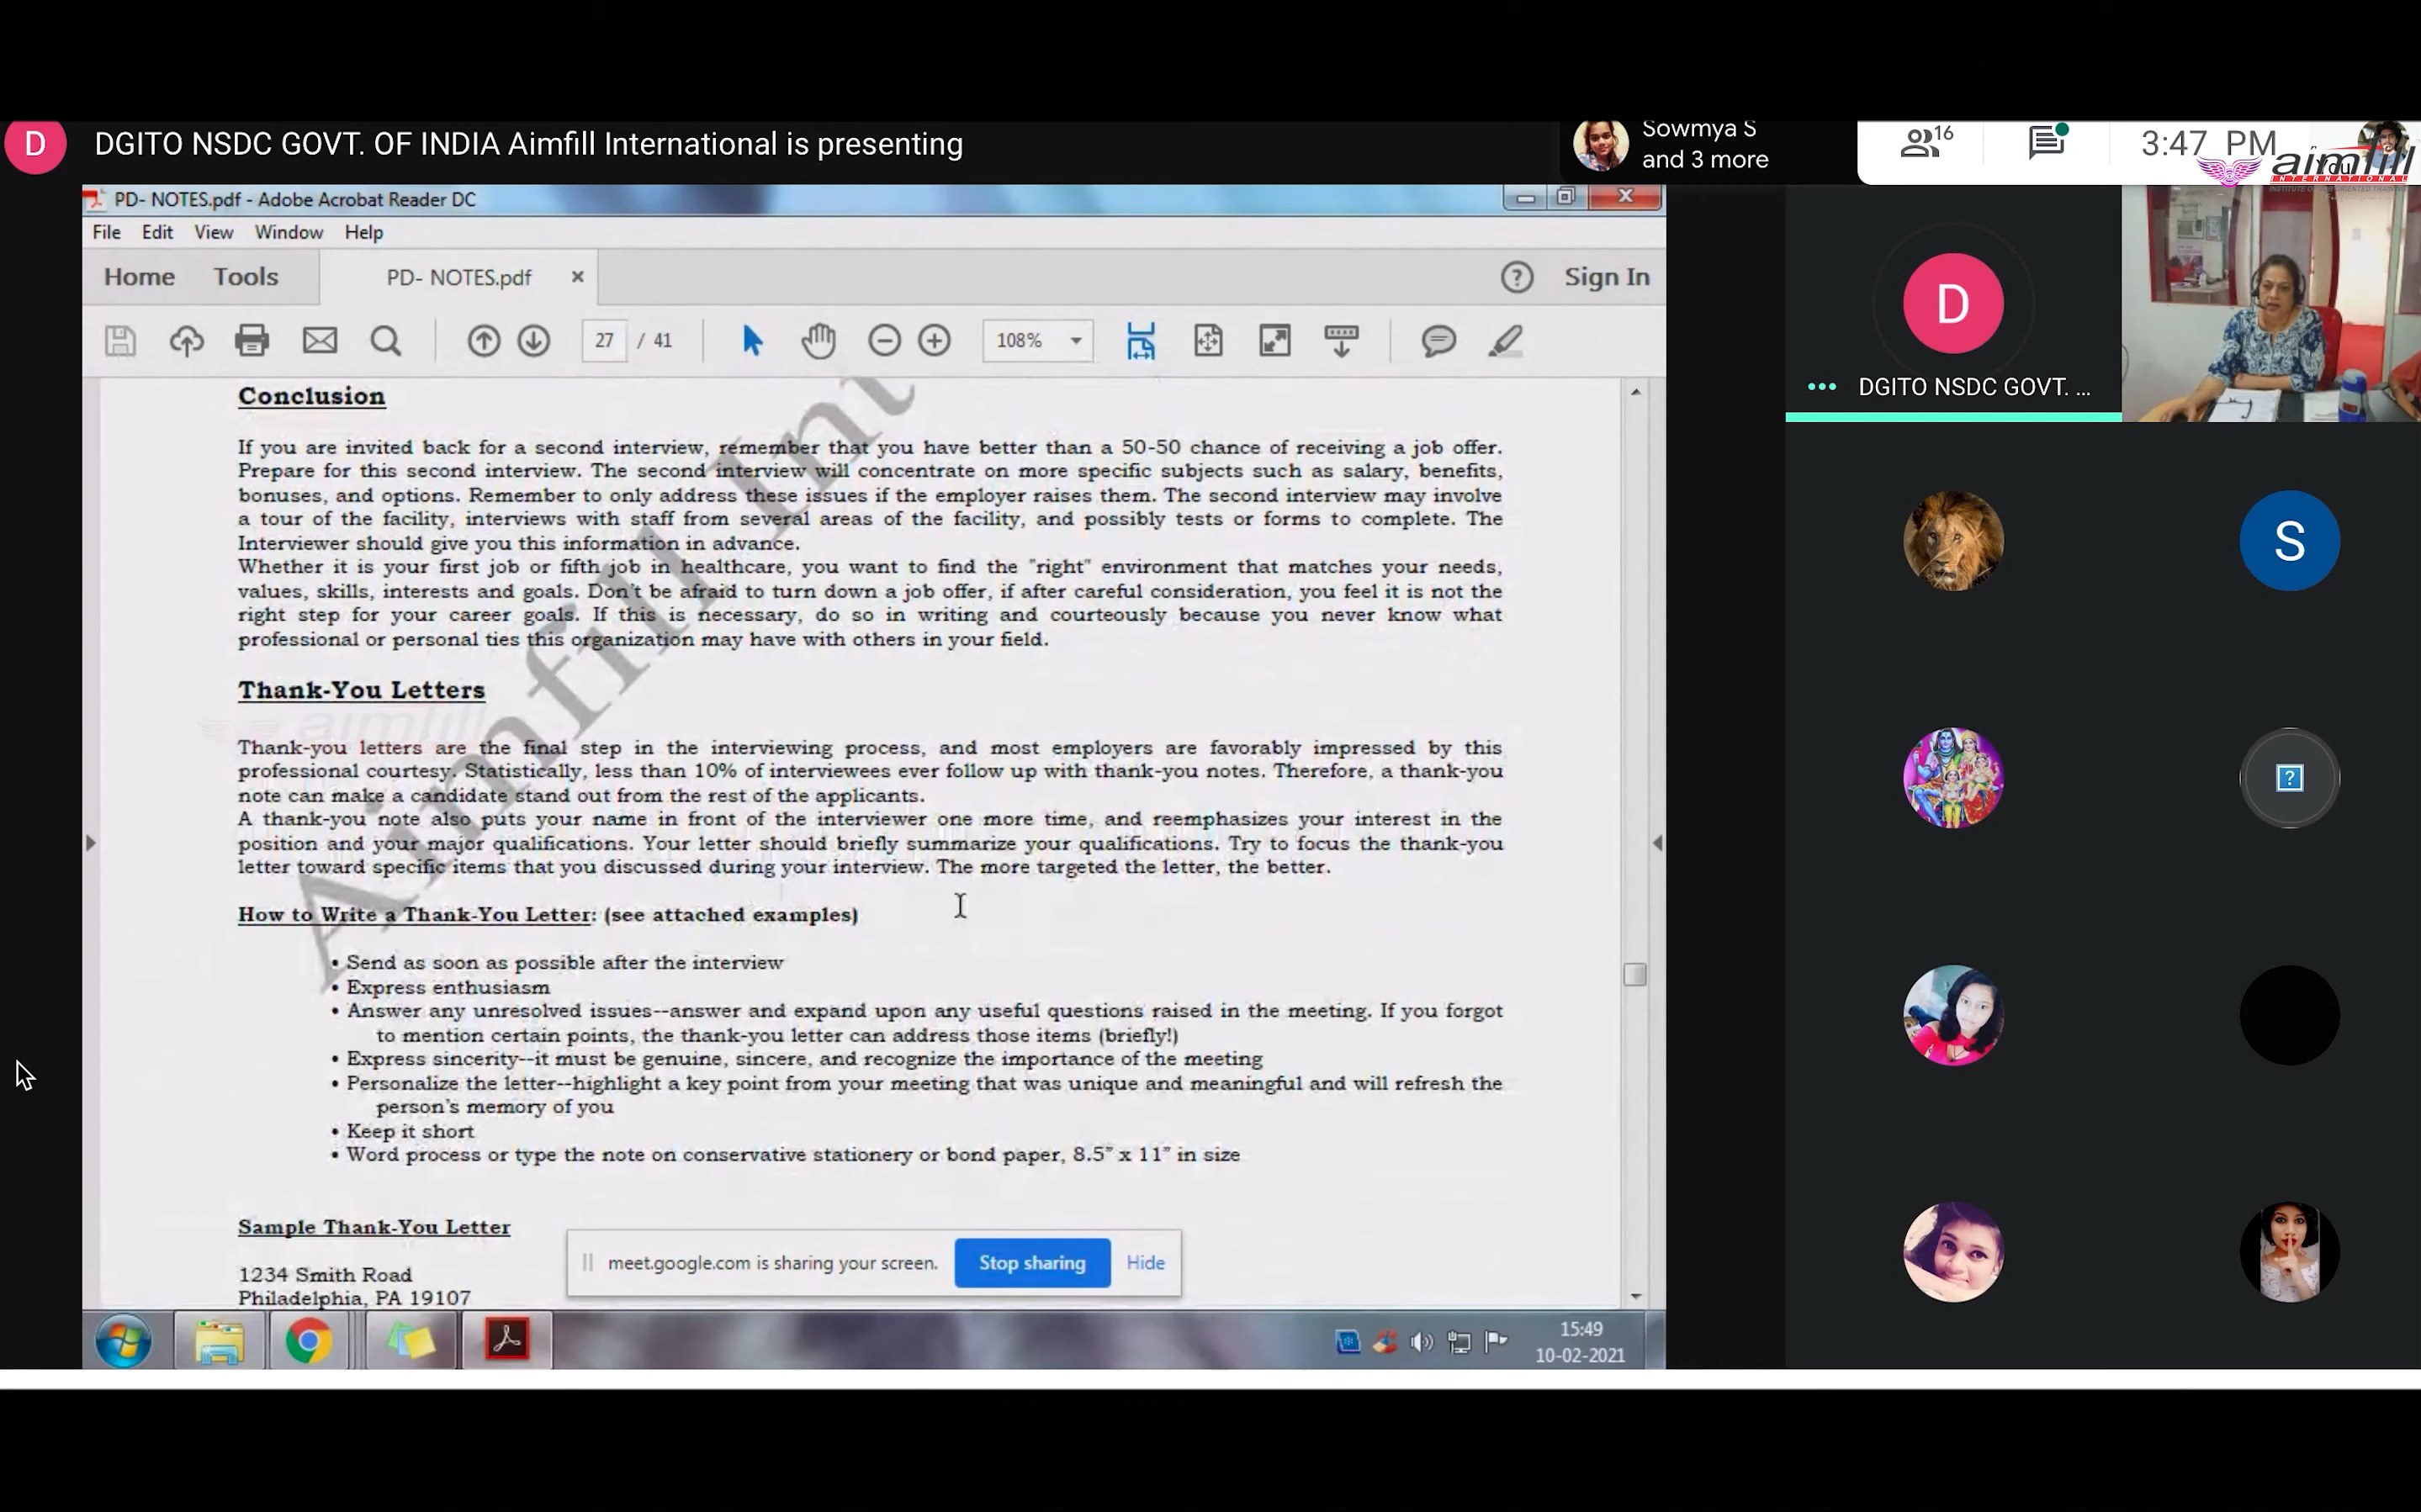 D
DGITO NSDC GOVT. OF INDIA Aimfill International is presenting
Sowmya S
and 3 more
16
3:47 PM
You
aimfill
INTERNATIONAL
PD- NOTES.pdf - Adobe Acrobat Reader DC
File Edit View Window Help
Home Tools PD- NOTES.pdf × ? Sign In
27 / 41 108%
Conclusion
If you are invited back for a second interview, remember that you have better than a 50-50 chance of receiving a job offer.
Prepare for this second interview. The second interview will concentrate on more specific subjects such as salary, benefits,
bonuses, and options. Remember to only address these issues if the employer raises them. The second interview may involve
a tour of the facility, interviews with staff from several areas of the facility, and possibly tests or forms to complete. The
Interviewer should give you this information in advance.
Whether it is your first job or fifth job in healthcare, you want to find the "right" environment that matches your needs,
values, skills, interests and goals. Don't be afraid to turn down a job offer, if after careful consideration, you feel it is not the
right step for your career goals. If this is necessary, do so in writing and courteously because you never know what
professional or personal ties this organization may have with others in your field.
Thank-You Letters
Thank-you letters are the final step in the interviewing process, and most employers are favorably impressed by this
professional courtesy. Statistically, less than 10% of interviewees ever follow up with thank-you notes. Therefore, a thank-you
note can make a candidate stand out from the rest of the applicants.
A thank-you note also puts your name in front of the interviewer one more time, and reemphasizes your interest in the
position and your major qualifications. Your letter should briefly summarize your qualifications. Try to focus the thank-you
letter toward specific items that you discussed during your interview. The more targeted the letter, the better.
How to Write a Thank-You Letter: (see attached examples)
• Send as soon as possible after the interview
• Express enthusiasm
• Answer any unresolved issues--answer and expand upon any useful questions raised in the meeting. If you forgot
to mention certain points, the thank-you letter can address those items (briefly!)
• Express sincerity--it must be genuine, sincere, and recognize the importance of the meeting
• Personalize the letter--highlight a key point from your meeting that was unique and meaningful and will refresh the
person's memory of you
• Keep it short
• Word process or type the note on conservative stationery or bond paper, 8.5" x 11" in size
Sample Thank-You Letter
1234 Smith Road
Philadelphia, PA 19107
Aimfill Int
aimfill
meet.google.com is sharing your screen. Stop sharing Hide
15:49
10-02-2021
D
DGITO NSDC GOVT. ...
S
?